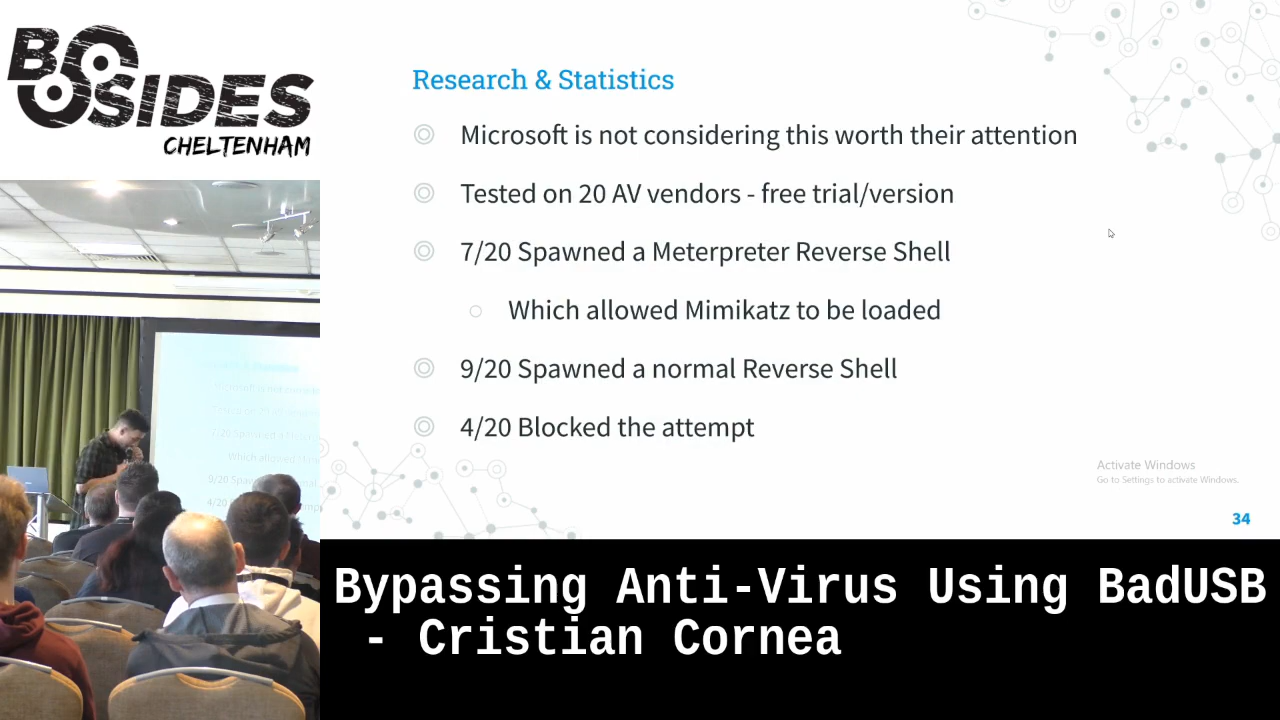 BSIDES
CHELTENHAM
Research & Statistics
Microsoft is not considering this worth their attention
Tested on 20 AV vendors - free trial/version
7/20 Spawned a Meterpreter Reverse Shell
Which allowed Mimikatz to be loaded
9/20 Spawned a normal Reverse Shell
4/20 Blocked the attempt
Activate Windows
Go to Settings to activate Windows.
34
Bypassing Anti-Virus Using BadUSB
- Cristian Cornea